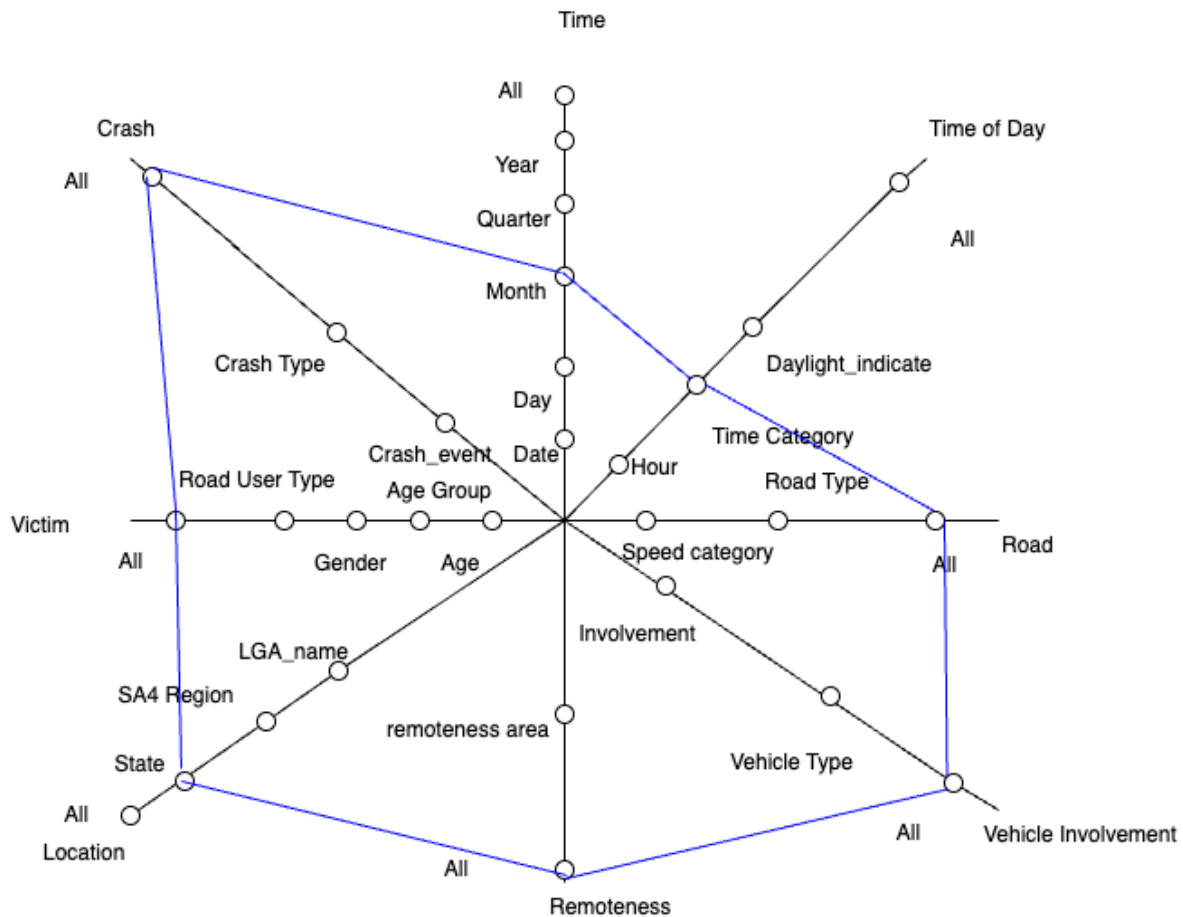 Time
All
Crash
Time of Day
Year
All
Quarter
All
Month
Crash Type
Daylight_indicate
Day
Time Category
Crash_event
Date
Hour
Road User Type
Age Group
Road Type
Victim
Road
All
Gender
Age
Speed category
All
Involvement
LGA_name
SA4 Region
remoteness area
State
Vehicle Type
All
All
Vehicle Involvement
Location
All
Remoteness